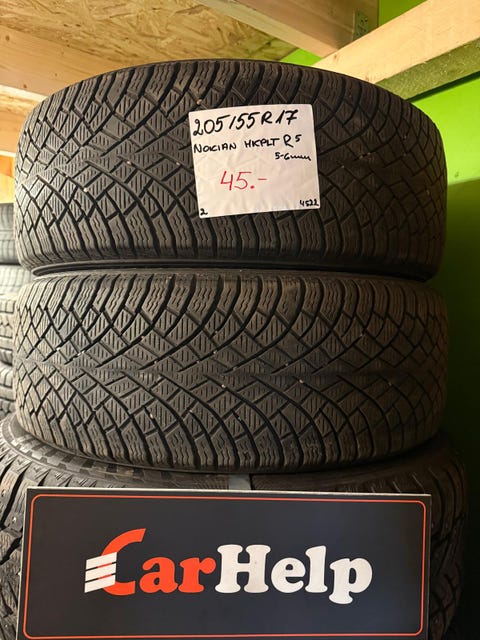 205/55R17
NOKIAN HKPLT R5
5-6mm
45.-
2 4522
CarHelp